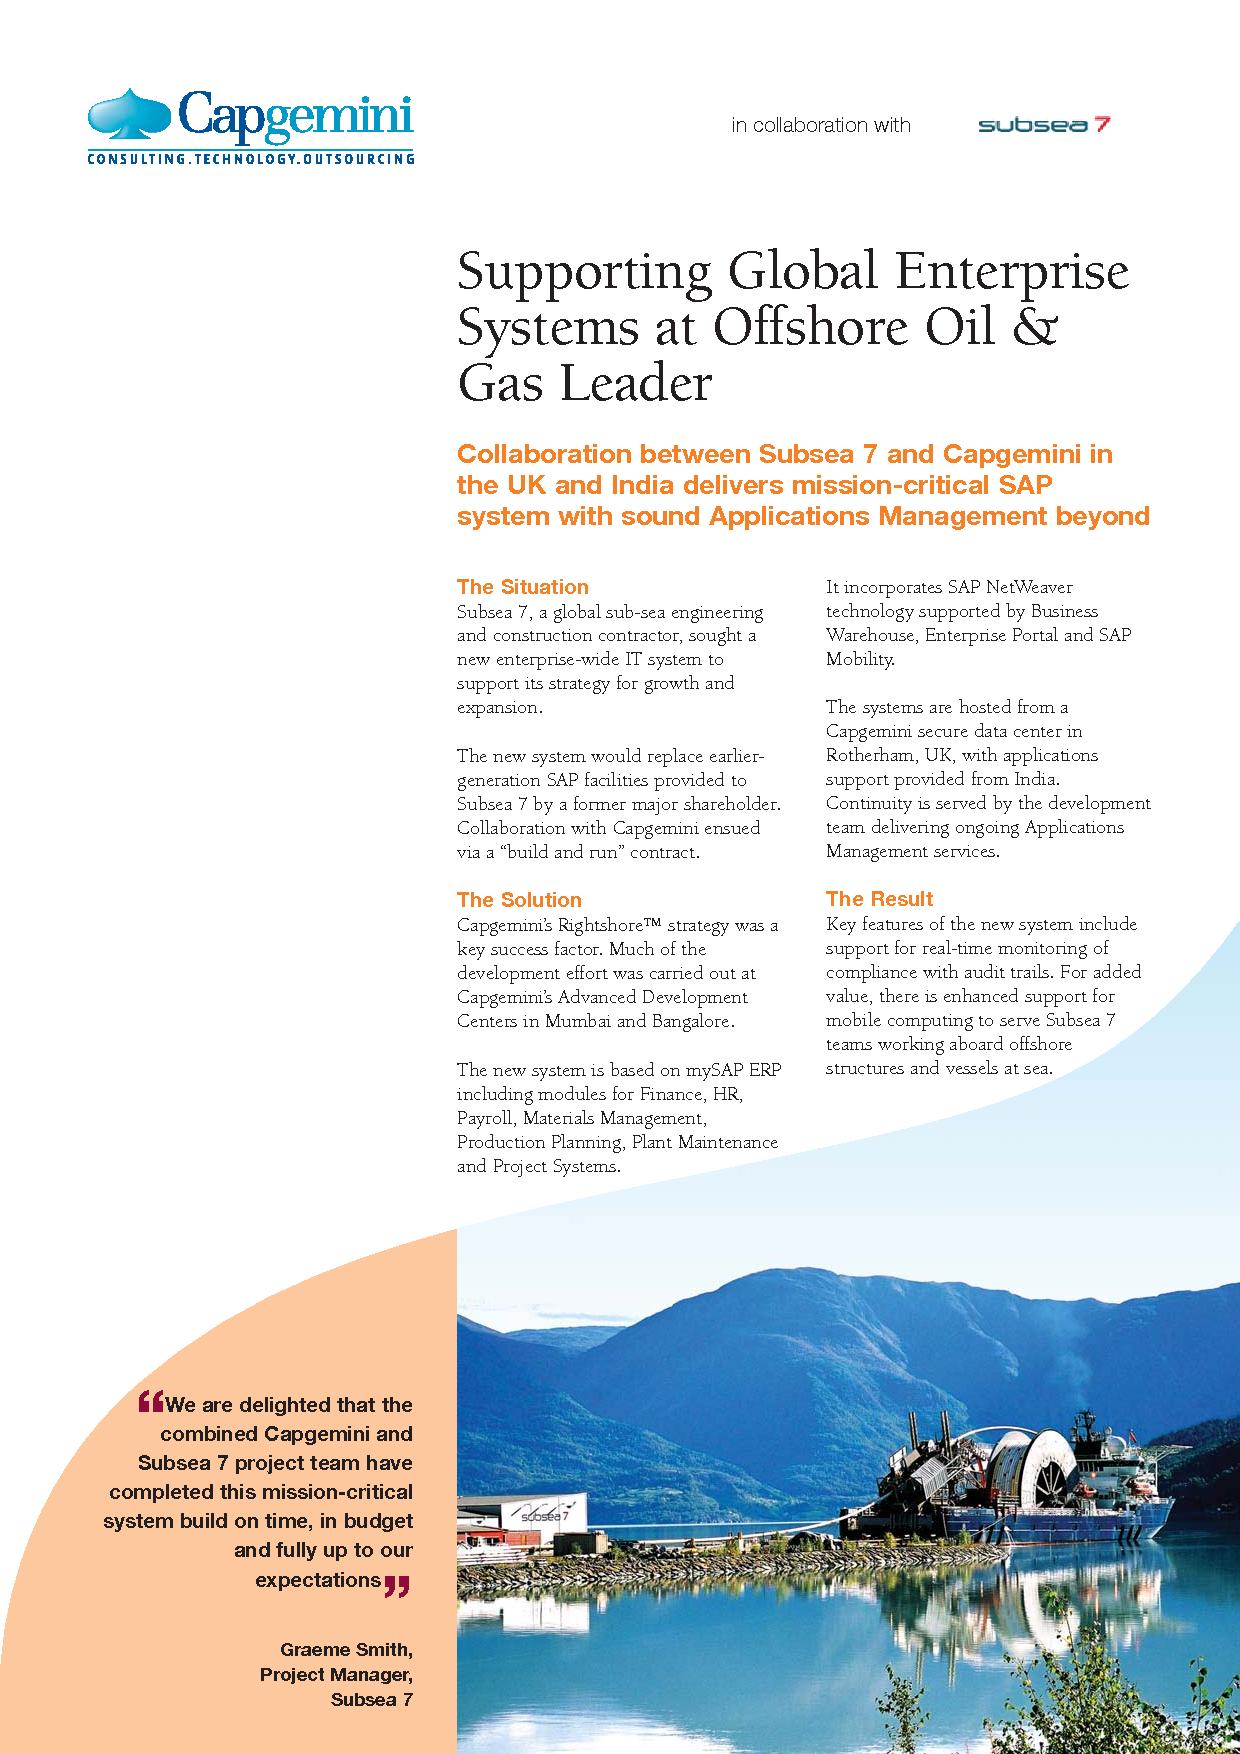 Capgemini
CONSULTING.TECHNOLOGY.OUTSOURCING
in collaboration with
subsea 7
Supporting Global Enterprise
Systems at Offshore Oil &
Gas Leader
Collaboration between Subsea 7 and Capgemini in
the UK and India delivers mission-critical SAP
system with sound Applications Management beyond
The Situation
Subsea 7, a global sub-sea engineering
and construction contractor, sought a
new enterprise-wide IT system to
support its strategy for growth and
expansion.
The new system would replace earlier-
generation SAP facilities provided to
Subsea 7 by a former major shareholder.
Collaboration with Capgemini ensued
via a “build and run” contract.
The Solution
Capgemini’s Rightshore™ strategy was a
key success factor. Much of the
development effort was carried out at
Capgemini’s Advanced Development
Centers in Mumbai and Bangalore.
The new system is based on mySAP ERP
including modules for Finance, HR,
Payroll, Materials Management,
Production Planning, Plant Maintenance
and Project Systems.
It incorporates SAP NetWeaver
technology supported by Business
Warehouse, Enterprise Portal and SAP
Mobility.
The systems are hosted from a
Capgemini secure data center in
Rotherham, UK, with applications
support provided from India.
Continuity is served by the development
team delivering ongoing Applications
Management services.
The Result
Key features of the new system include
support for real-time monitoring of
compliance with audit trails. For added
value, there is enhanced support for
mobile computing to serve Subsea 7
teams working aboard offshore
structures and vessels at sea.
“We are delighted that the
combined Capgemini and
Subsea 7 project team have
completed this mission-critical
system build on time, in budget
and fully up to our
expectations”
Graeme Smith,
Project Manager,
Subsea 7
subsea 7